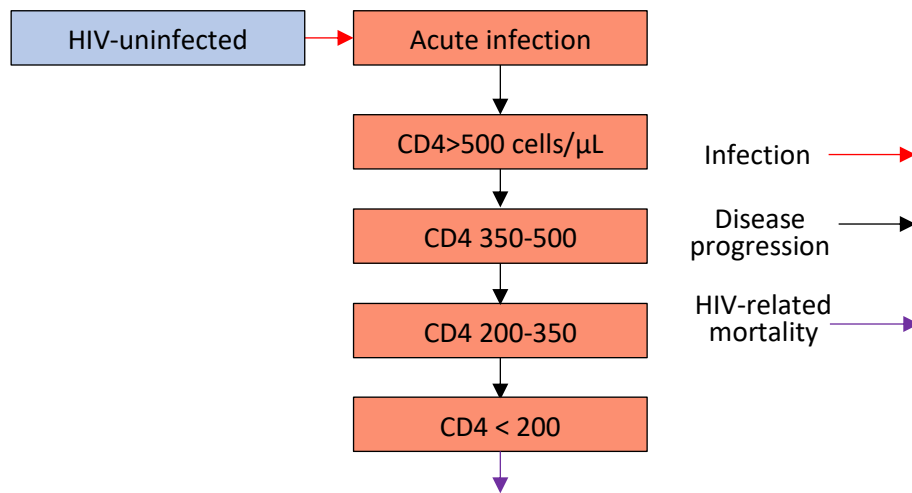 HIV-uninfected
Acute infection
CD4>500 cells/µL
CD4 350-500
CD4 200-350
CD4 < 200
Infection
Disease
progression
HIV-related
mortality